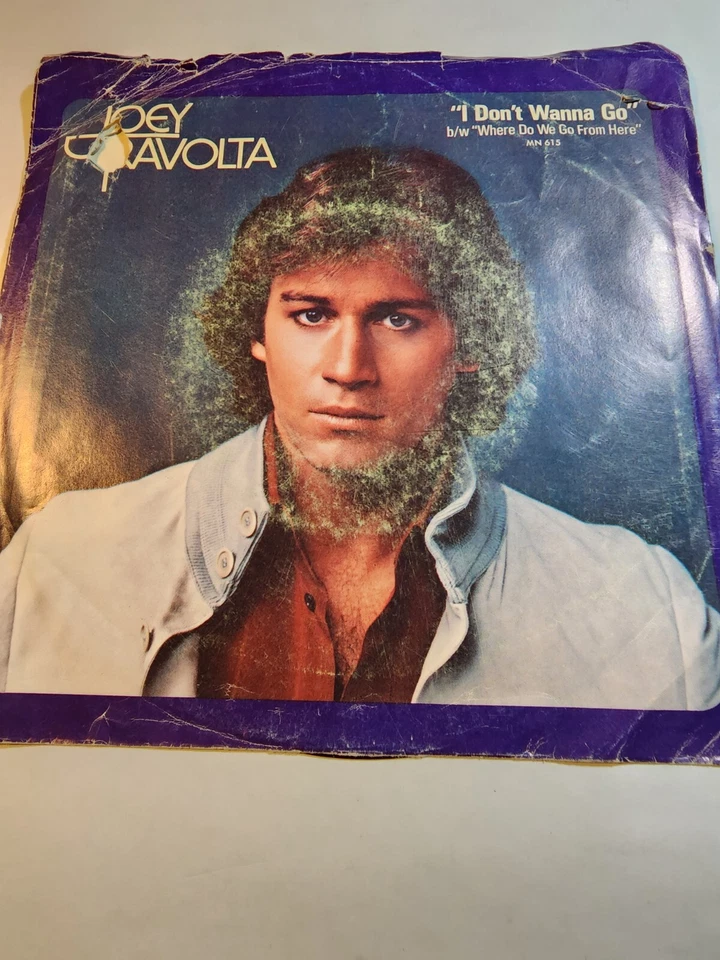 JOEY
TRAVOLTA
"I Don't Wanna Go"
b/w "Where Do We Go From Here"
MN 615